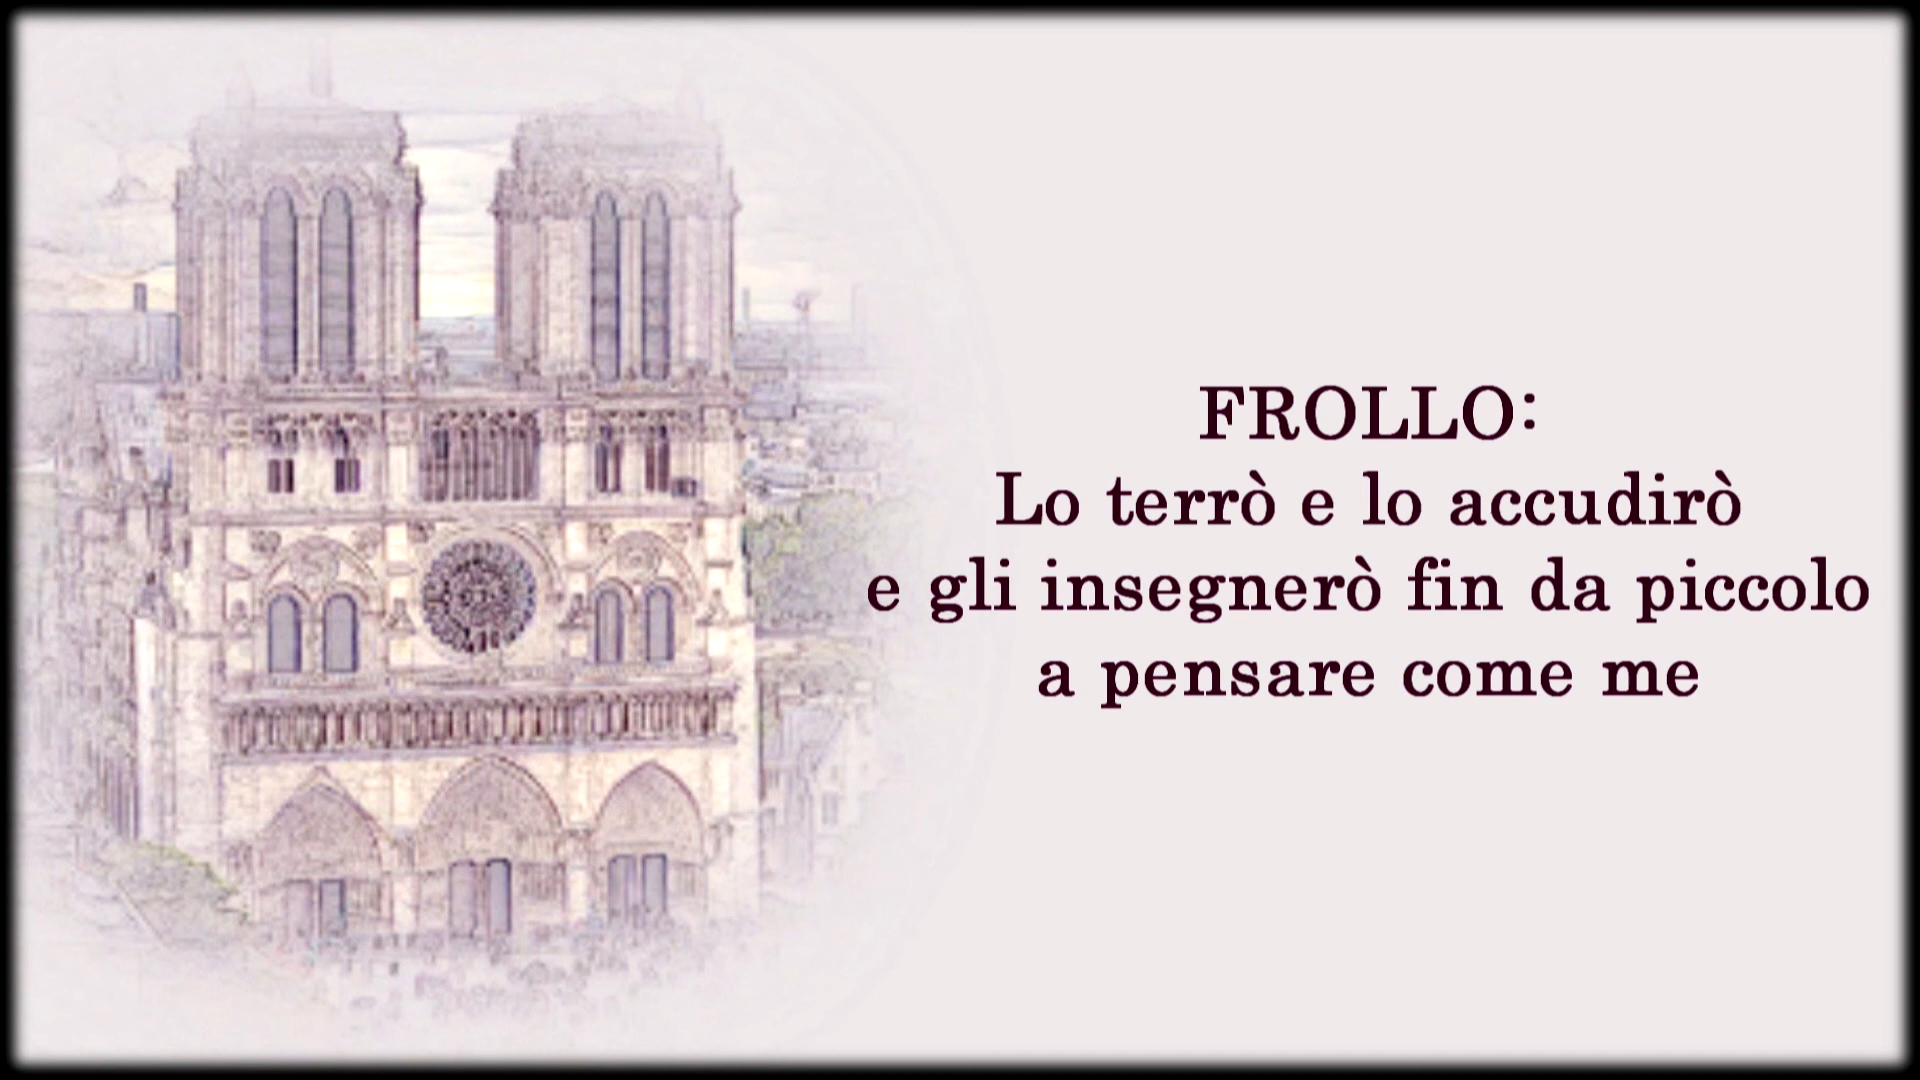 FROLLO:
Lo terrò e lo accudirò
e gli insegnerò fin da piccolo
a pensare come me